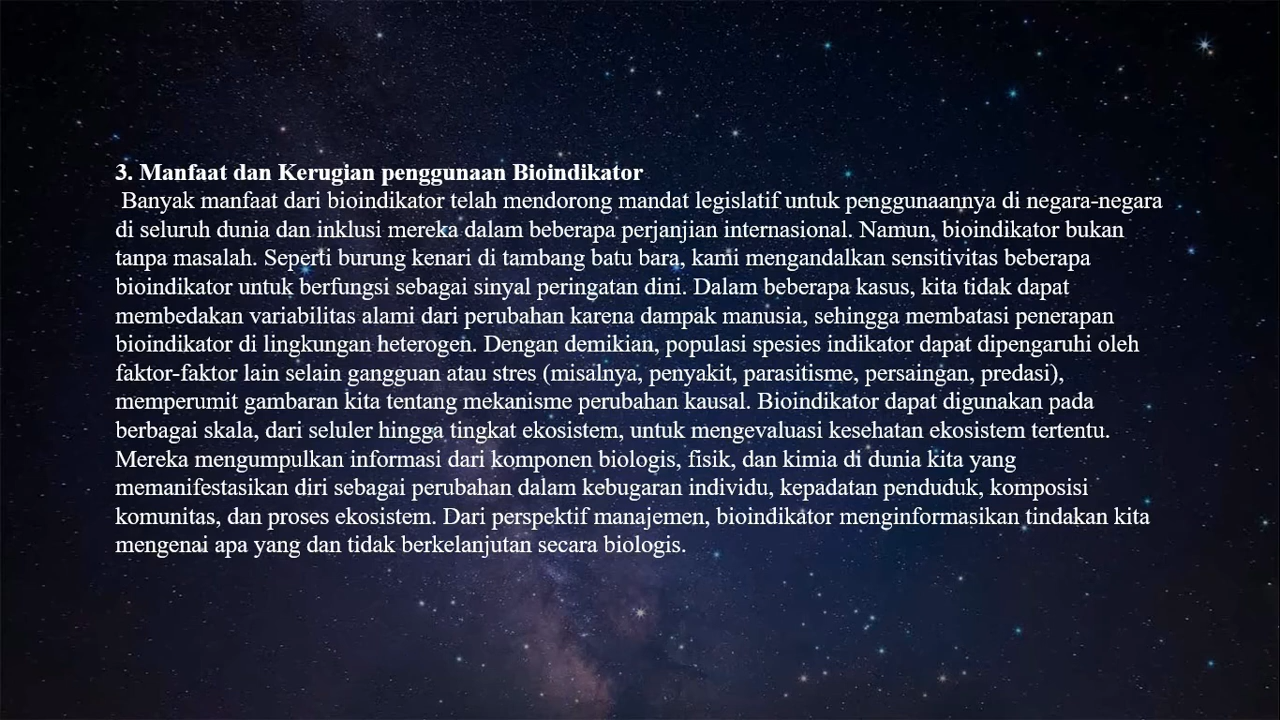 3. Manfaat dan Kerugian penggunaan Bioindikator
Banyak manfaat dari bioindikator telah mendorong mandat legislatif untuk penggunaannya di negara-negara
di seluruh dunia dan inklusi mereka dalam beberapa perjanjian internasional. Namun, bioindikator bukan
tanpa masalah. Seperti burung kenari di tambang batu bara, kami mengandalkan sensitivitas beberapa
bioindikator untuk berfungsi sebagai sinyal peringatan dini. Dalam beberapa kasus, kita tidak dapat
membedakan variabilitas alami dari perubahan karena dampak manusia, sehingga membatasi penerapan
bioindikator di lingkungan heterogen. Dengan demikian, populasi spesies indikator dapat dipengaruhi oleh
faktor-faktor lain selain gangguan atau stres (misalnya, penyakit, parasitisme, persaingan, predasi),
memperumit gambaran kita tentang mekanisme perubahan kausal. Bioindikator dapat digunakan pada
berbagai skala, dari seluler hingga tingkat ekosistem, untuk mengevaluasi kesehatan ekosistem tertentu.
Mereka mengumpulkan informasi dari komponen biologis, fisik, dan kimia di dunia kita yang
memanifestasikan diri sebagai perubahan dalam kebugaran individu, kepadatan penduduk, komposisi
komunitas, dan proses ekosistem. Dari perspektif manajemen, bioindikator menginformasikan tindakan kita
mengenai apa yang dan tidak berkelanjutan secara biologis.